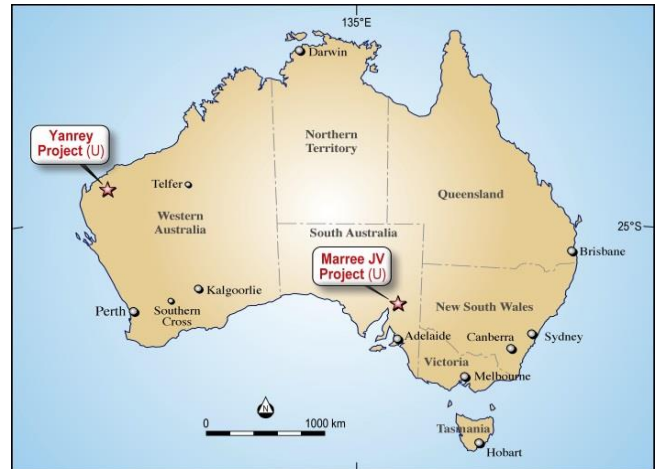 135°E
Darwin
Northern
Territory
Yanrey
Project (U)
Telfer
Queensland
Western
Australia
South Australia
25°S
Brisbane
Marree JV
Project (U)
Kalgoorlie
New South Wales
Perth
Southern
Cross
Adelaide
Canberra
Sydney
Victoria
Melbourne
N
0
1000 km
Tasmania
Hobart